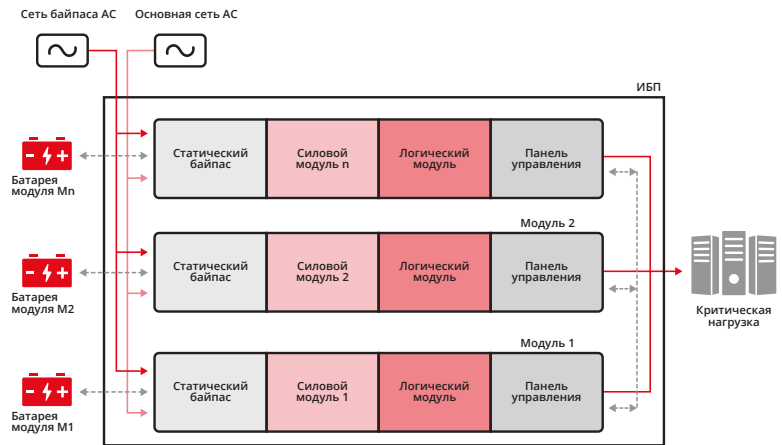 Сеть байпаса АС
Основная сеть АС
ИБП
Статический
байпас
Силовой
модуль n
Логический
модуль
Панель
управления
Батарея
модуля Mn
Модуль 2
Статический
байпас
Силовой
модуль 2
Логический
модуль
Панель
управления
Батарея
модуля М2
Критическая
нагрузка
Модуль 1
Статический
байпас
Силовой
модуль 1
Логический
модуль
Панель
управления
Батарея
модуля М1